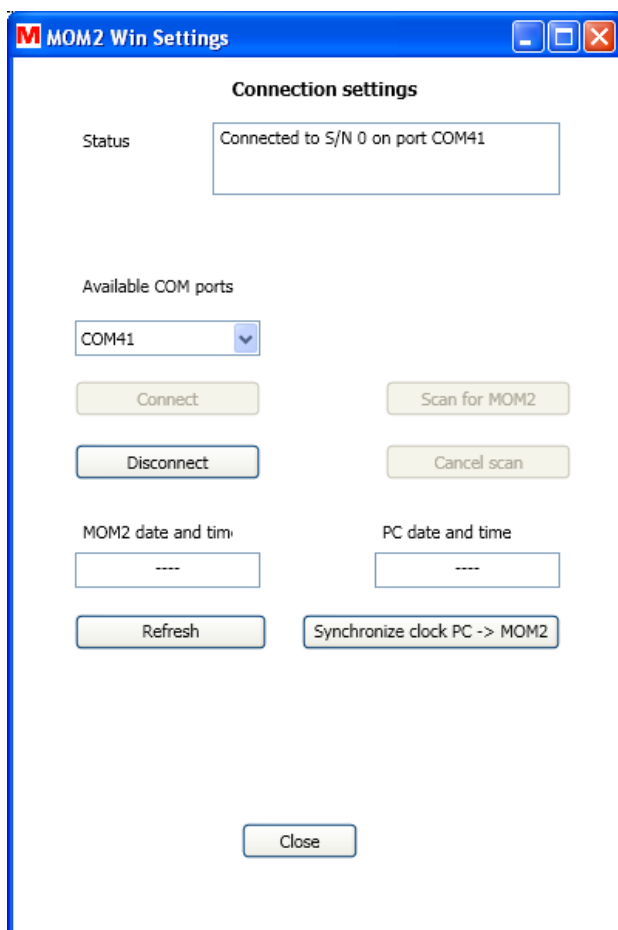 M MOM2 Win Settings
Connection settings
Status
Connected to S/N 0 on port COM41
Available COM ports
COM41
Connect
Scan for MOM2
Disconnect
Cancel scan
MOM2 date and tim
PC date and time
----
----
Refresh
Synchronize clock PC -> MOM2
Close